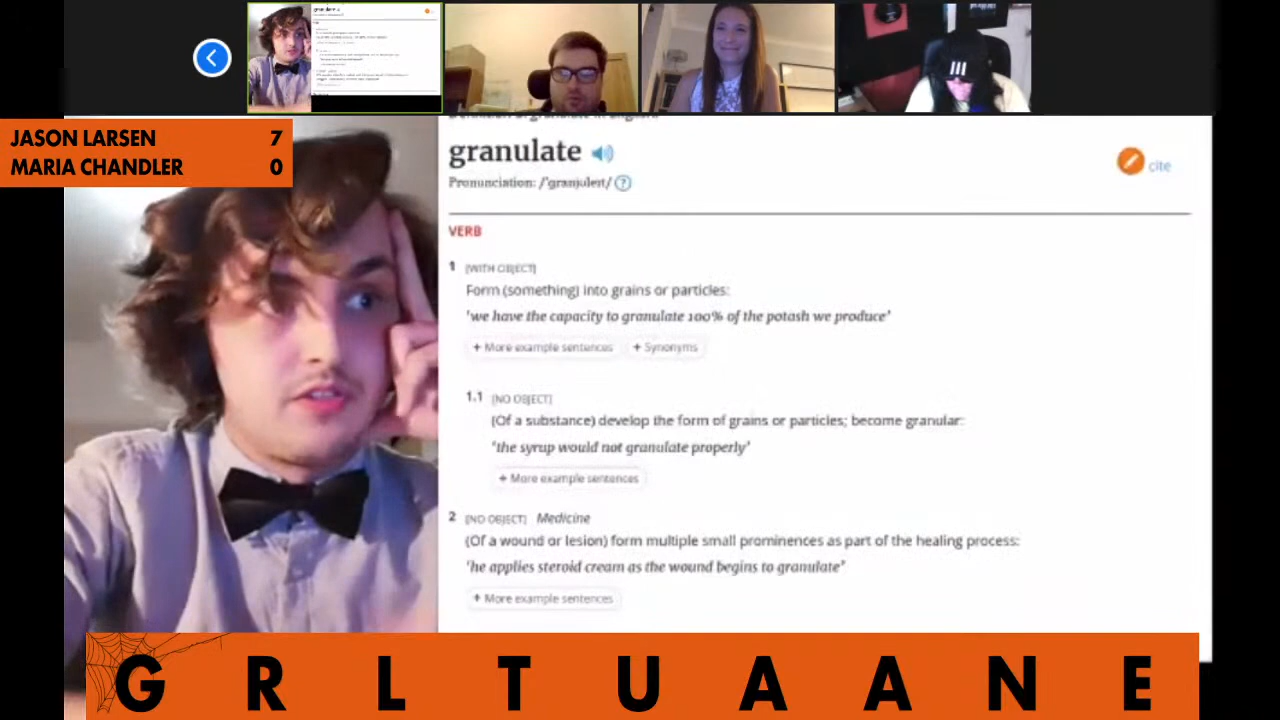 JASON LARSEN 7
MARIA CHANDLER 0
granulate
cite
Pronunciation: /ˈɡranjʊleɪt/ ?
VERB
1 [WITH OBJECT]
Form (something) into grains or particles:
'we have the capacity to granulate 100% of the potash we produce'
+ More example sentences + Synonyms
1.1 [NO OBJECT]
(Of a substance) develop the form of grains or particles; become granular:
'the syrup would not granulate properly'
+ More example sentences
2 [NO OBJECT] Medicine
(Of a wound or lesion) form multiple small prominences as part of the healing process:
'he applies steroid cream as the wound begins to granulate'
+ More example sentences
G R L T U A A N E